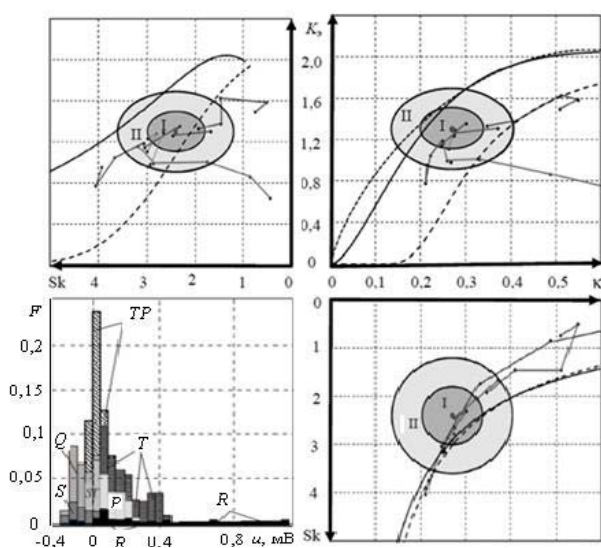 Kэ
2,0
1,6
1,2
0,8
0,4
0
I
II
Sk 4 3 2 1 0
I
II
0 0,1 0,2 0,3 0,4 0,5 к
F
TP
0,2
0,15
Q
T
0,1
0,05
S
P
R
0
-0,4 0 0,4 0,8 u, мВ
R
0
1
2
3
4
Sk
I
II